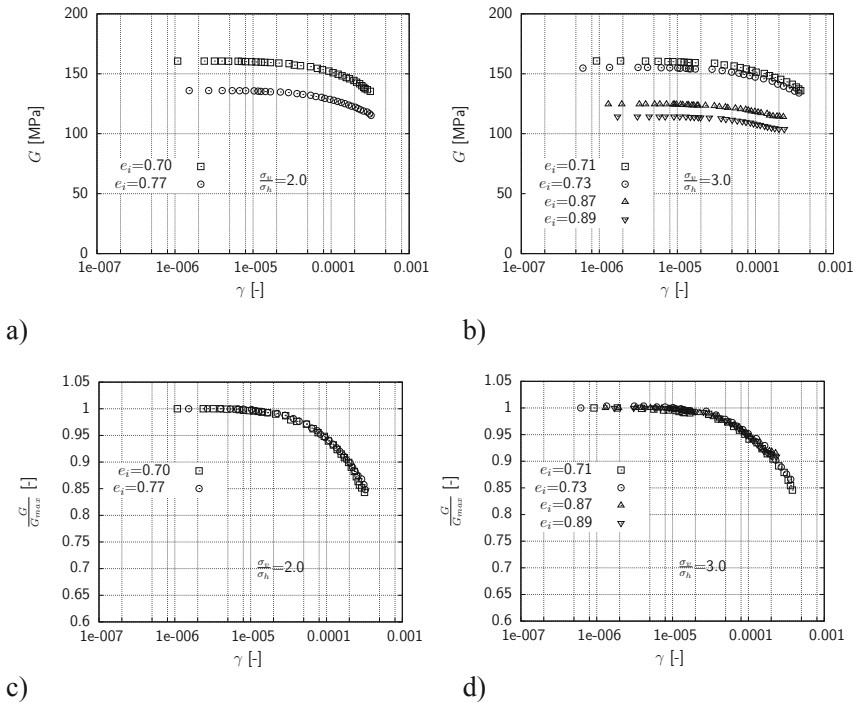 200
150
100
50
0
G [MPa]
e_i=0.70
e_i=0.77
σ_v/σ_h=2.0
1e-007 1e-006 1e-005 0.0001 0.001
γ [-]
a)
200
150
100
50
0
G [MPa]
e_i=0.71
e_i=0.73
e_i=0.87
e_i=0.89
σ_v/σ_h=3.0
1e-007 1e-006 1e-005 0.0001 0.001
γ [-]
b)
1.05
1
0.95
0.9
0.85
0.8
0.75
0.7
0.65
0.6
G/G_max [-]
e_i=0.70
e_i=0.77
σ_v/σ_h=2.0
1e-007 1e-006 1e-005 0.0001 0.001
γ [-]
c)
1.05
1
0.95
0.9
0.85
0.8
0.75
0.7
0.65
0.6
G/G_max [-]
e_i=0.71
e_i=0.73
e_i=0.87
e_i=0.89
σ_v/σ_h=3.0
1e-007 1e-006 1e-005 0.0001 0.001
γ [-]
d)